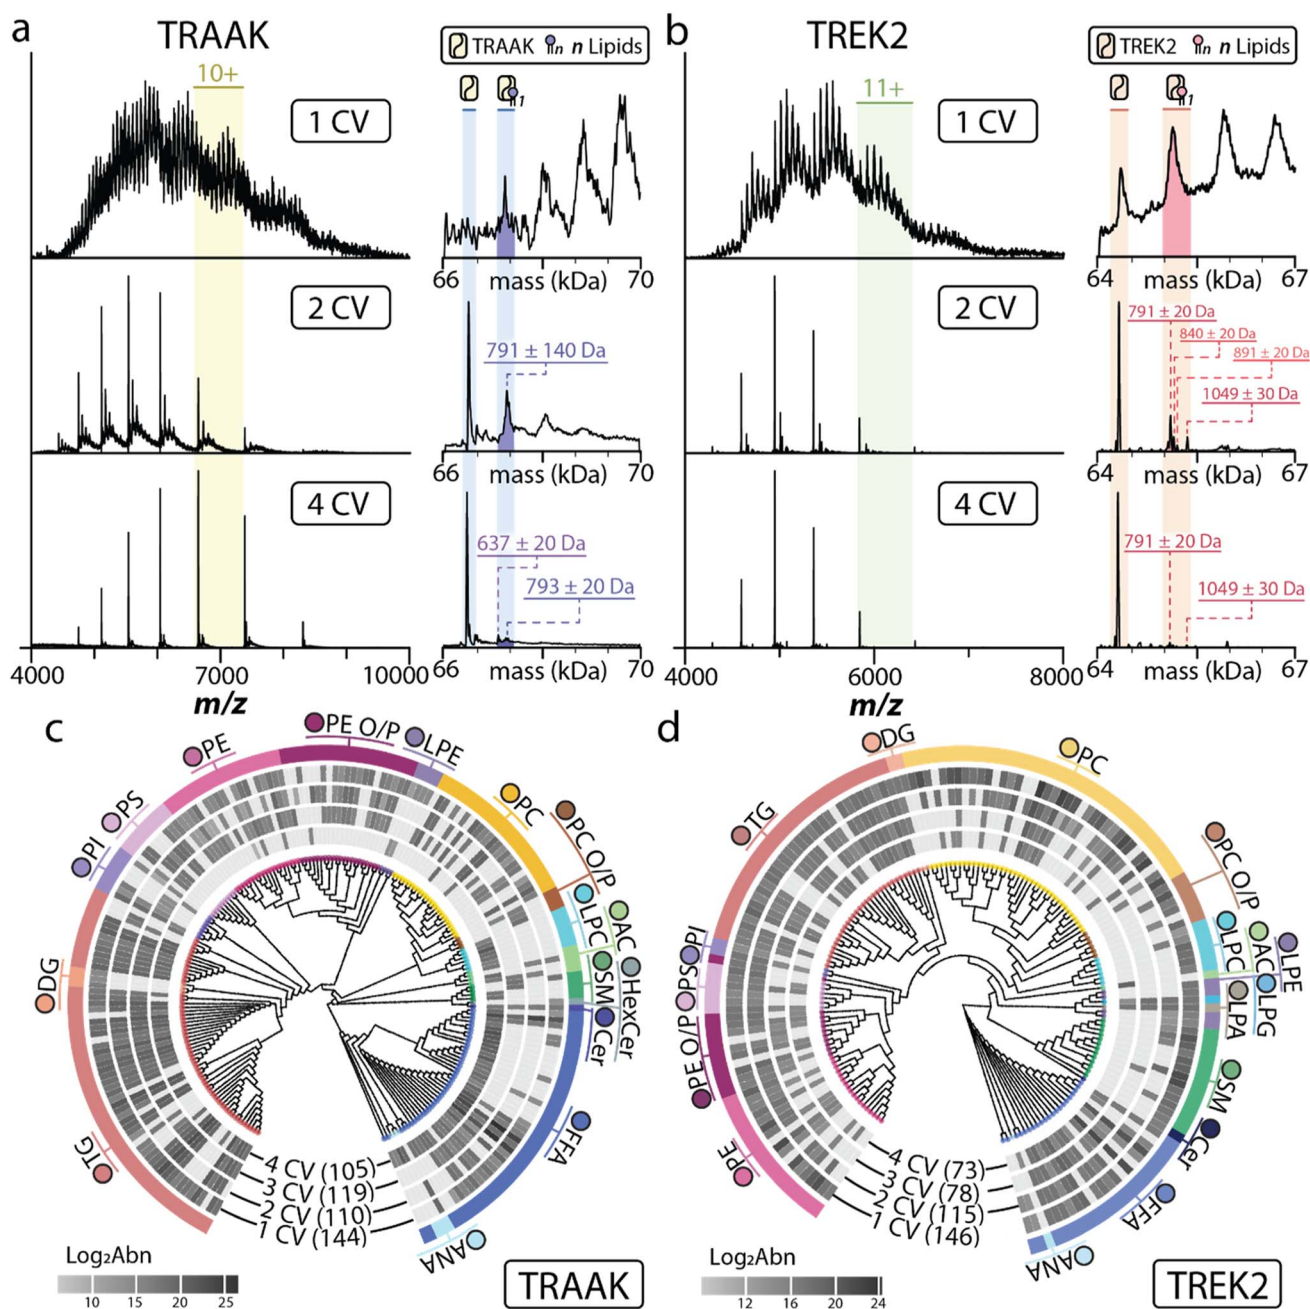 a
TRAAK
TRAAK n n Lipids
10+
1 CV
1
66 mass (kDa) 70
2 CV
791 ± 140 Da
66 mass (kDa) 70
4 CV
637 ± 20 Da
793 ± 20 Da
4000 7000 10000
m/z
66 mass (kDa) 70
b
TREK2
TREK2 n n Lipids
11+
1 CV
1
64 mass (kDa) 67
2 CV
791 ± 20 Da
840 ± 20 Da
891 ± 20 Da
1049 ± 30 Da
64 mass (kDa) 67
4 CV
791 ± 20 Da
1049 ± 30 Da
4000 6000 8000
m/z
64 mass (kDa) 67
c
TG
DG
PI
PS
PE
PE O/P
LPE
PC
PC O/P
LPC
AC
SM
HexCer
Cer
FFA
ANA
4 CV (105)
3 CV (119)
2 CV (110)
1 CV (144)
Log₂Abn
10 15 20 25
TRAAK
d
PE
PE O/P
PS
PI
TG
DG
PC
PC O/P
LPC
AC
LPE
LPG
LPA
SM
Cer
FFA
ANA
4 CV (73)
3 CV (78)
2 CV (115)
1 CV (146)
Log₂Abn
12 16 20 24
TREK2